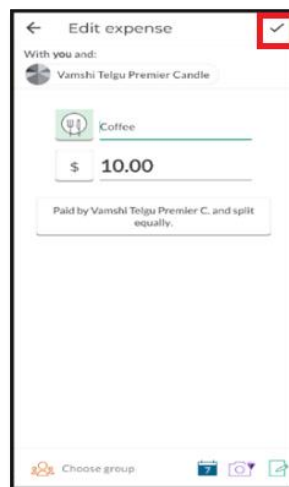 Edit expense
With you and:
Vamshi Telgu Premier Candle
Coffee
$ 10.00
Paid by Vamshi Telgu Premier C. and split
equally.
Choose group
7